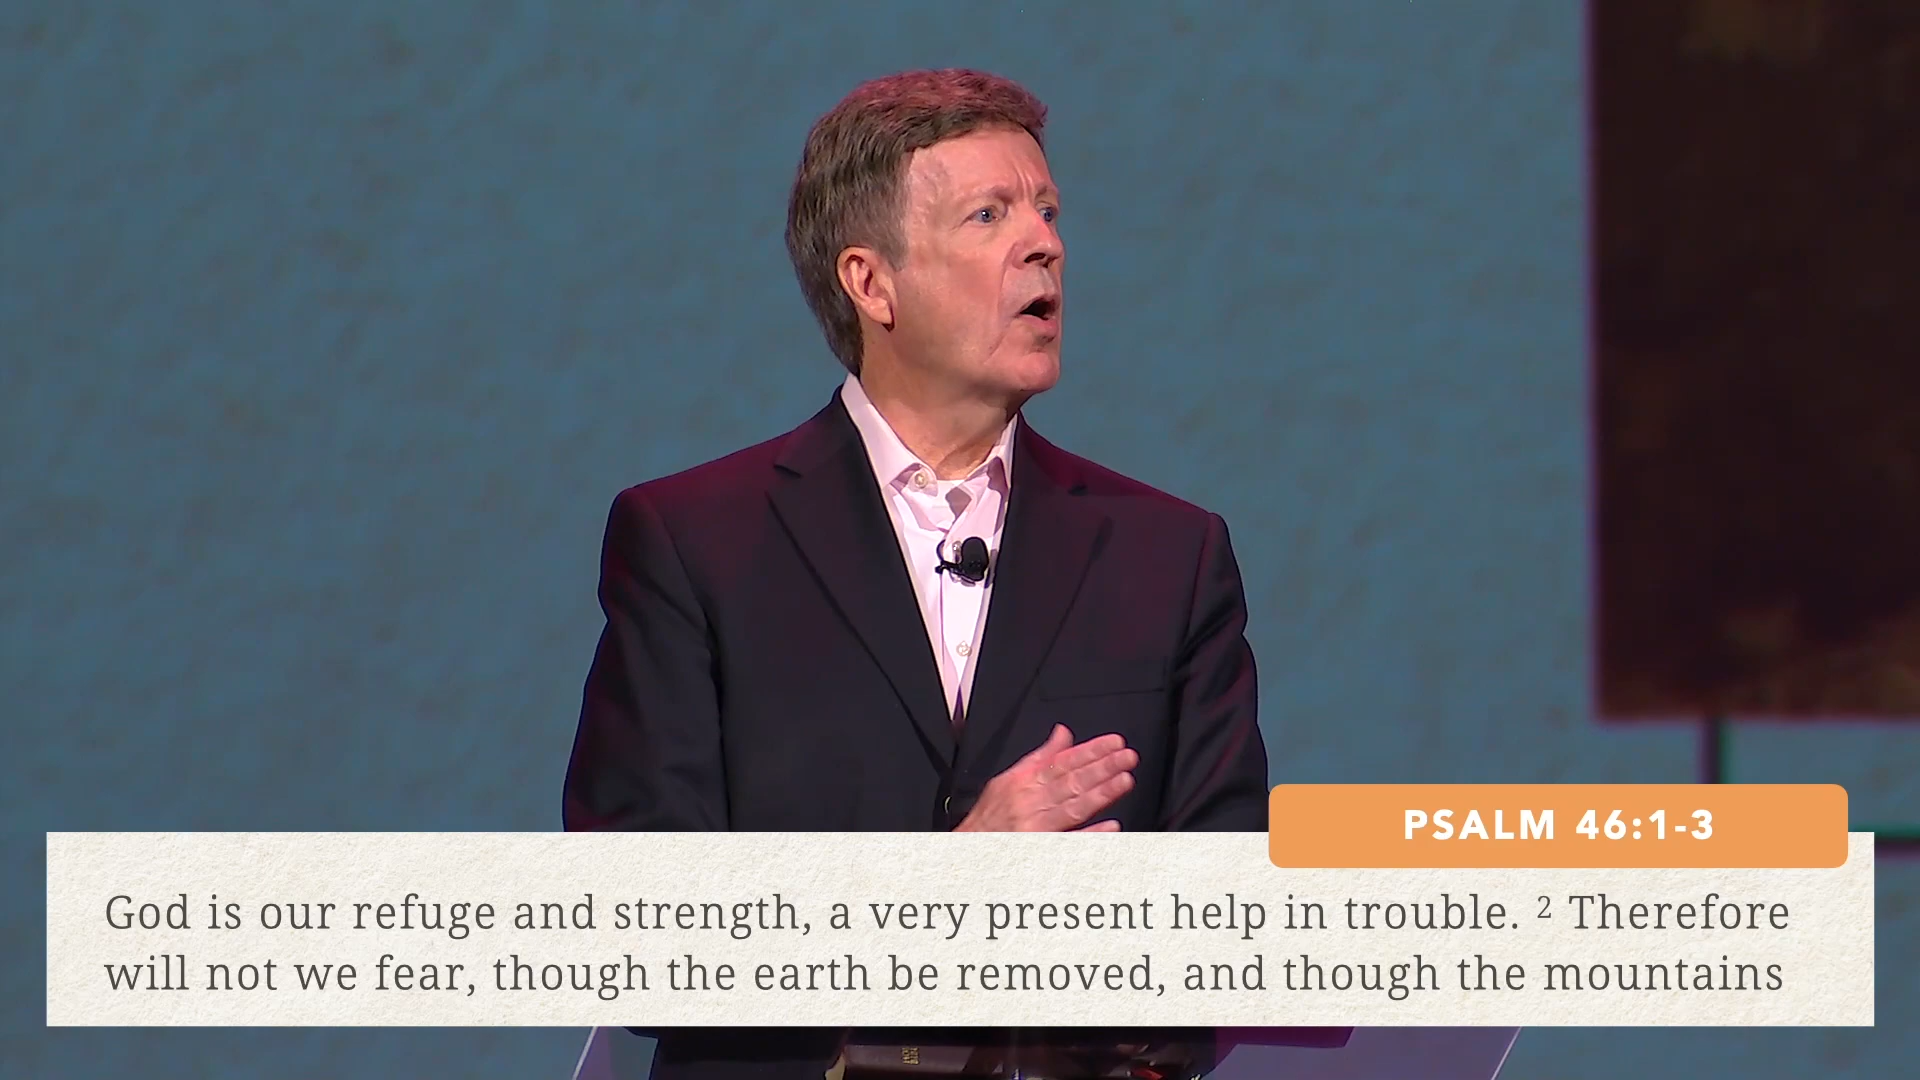 PSALM 46:1-3
God is our refuge and strength, a very present help in trouble. ² Therefore
will not we fear, though the earth be removed, and though the mountains